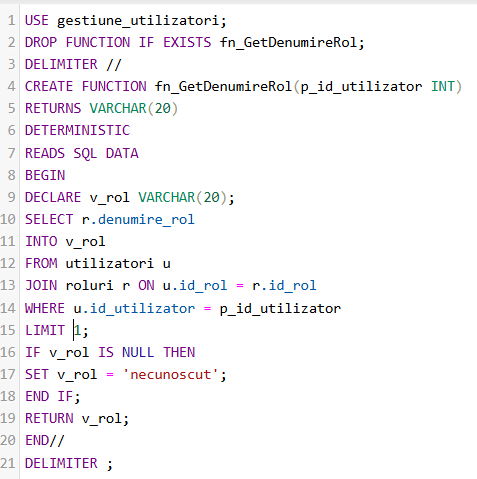 1 USE gestiune_utilizatori;
2 DROP FUNCTION IF EXISTS fn_GetDenumireRol;
3 DELIMITER //
4 CREATE FUNCTION fn_GetDenumireRol(p_id_utilizator INT)
5 RETURNS VARCHAR(20)
6 DETERMINISTIC
7 READS SQL DATA
8 BEGIN
9 DECLARE v_rol VARCHAR(20);
10 SELECT r.denumire_rol
11 INTO v_rol
12 FROM utilizatori u
13 JOIN roluri r ON u.id_rol = r.id_rol
14 WHERE u.id_utilizator = p_id_utilizator
15 LIMIT 1;
16 IF v_rol IS NULL THEN
17 SET v_rol = 'necunoscut';
18 END IF;
19 RETURN v_rol;
20 END//
21 DELIMITER ;